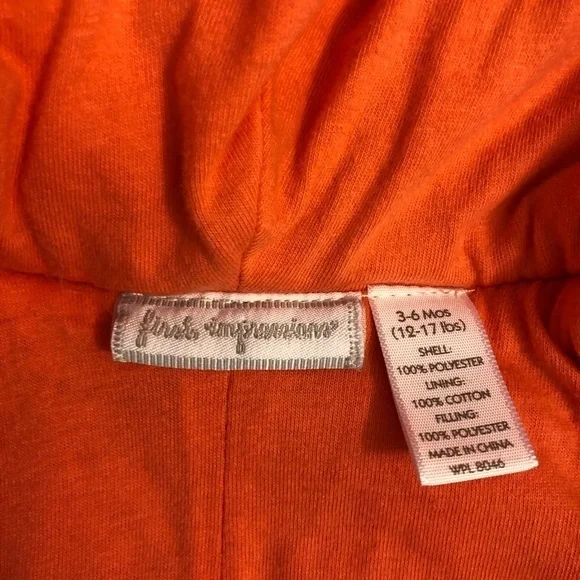 first impressions
3-6 Mos
(12-17 lbs)
SHELL:
100% POLYESTER
LINING:
100% COTTON
FILLING:
100% POLYESTER
MADE IN CHINA
WPL 8046